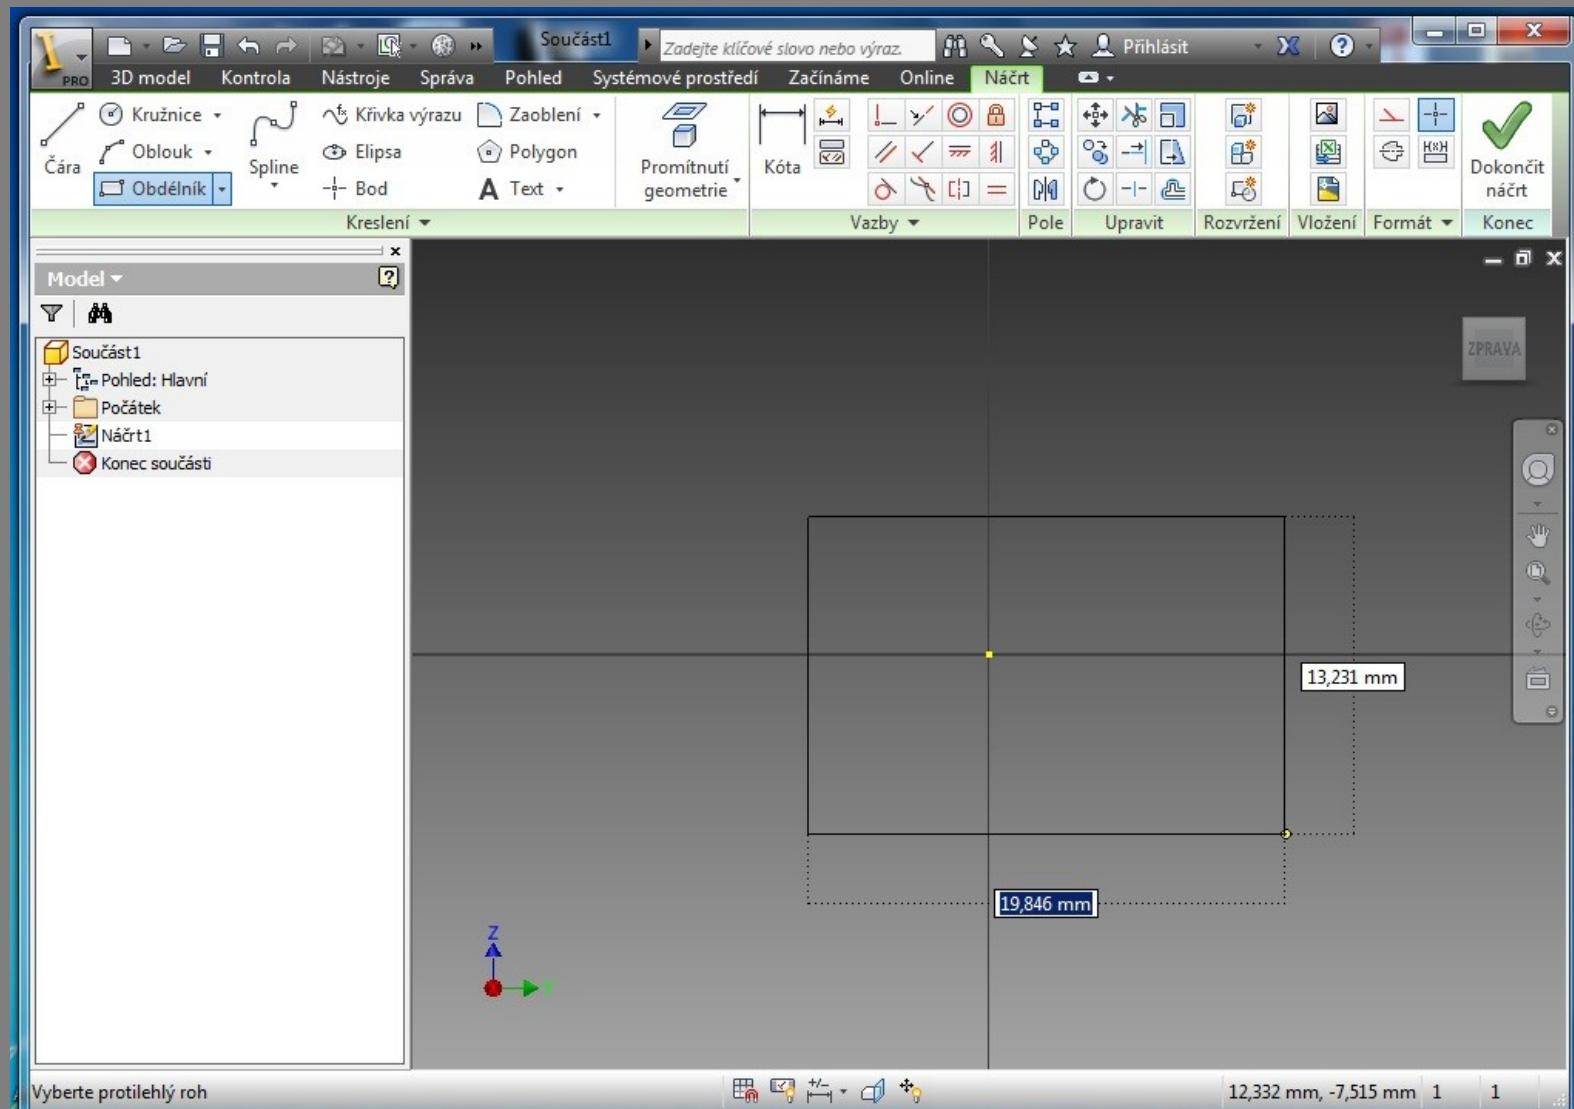 Součást1
Zadejte klíčové slovo nebo výraz.
Přihlásit
PRO
3D model
Kontrola
Nástroje
Správa
Pohled
Systémové prostředí
Začínáme
Online
Náčrt
Čára
Kružnice
Oblouk
Obdélník
Spline
Křivka výrazu
Elipsa
Bod
Zaoblení
Polygon
A Text
Promítnutí
geometrie
Kóta
Dokončit
náčrt
Kreslení
Vazby
Pole
Upravit
Rozvržení
Vložení
Formát
Konec
Model
Součást1
Pohled: Hlavní
Počátek
Náčrt1
Konec součásti
ZPRAVA
13,231 mm
19,846 mm
Z
Y
Vyberte protilehlý roh
12,332 mm, -7,515 mm 1 1